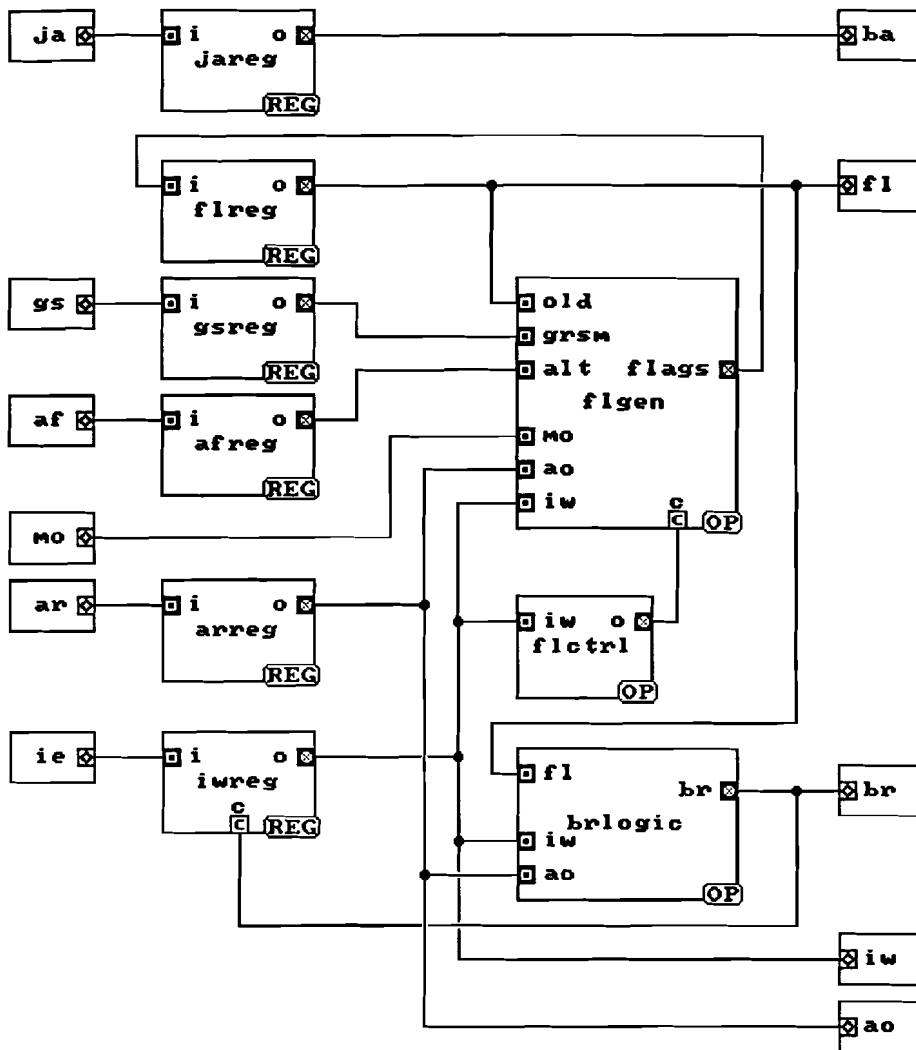 ja
i o
jareg
REG
ba
i o
flreg
REG
fl
gs
i o
gsreg
REG
old
grsm
alt flags
flgen
mo
ao
iw
c
C
OP
af
i o
afreg
REG
mo
ar
i o
arreg
REG
iw o
flctrl
OP
ie
i o
iwreg
c
C
REG
fl
br
brlogic
iw
ao
OP
br
iw
ao